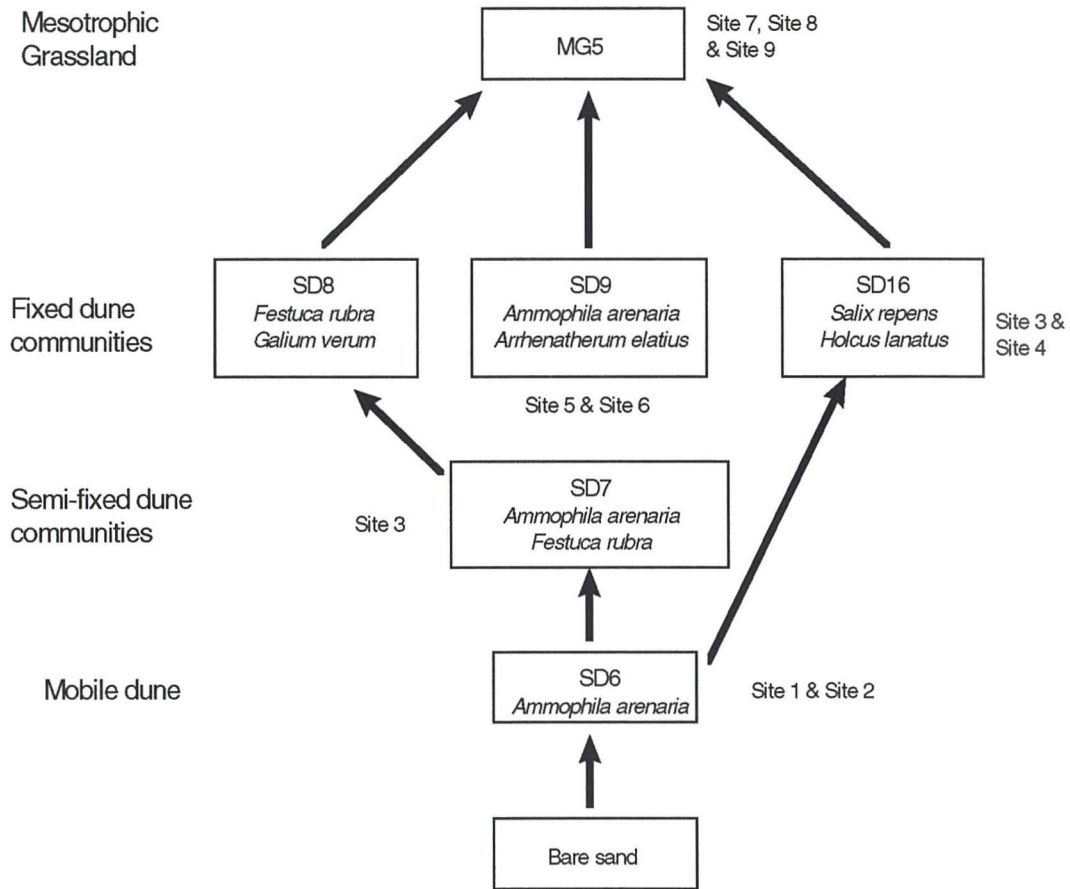 Mesotrophic
Grassland
MG5
Site 7, Site 8
& Site 9
Fixed dune
communities
SD8
Festuca rubra
Galium verum
SD9
Ammophila arenaria
Arrhenatherum elatius
SD16
Salix repens
Holcus lanatus
Site 3 &
Site 4
Site 5 & Site 6
Semi-fixed dune
communities
Site 3
SD7
Ammophila arenaria
Festuca rubra
Mobile dune
SD6
Ammophila arenaria
Site 1 & Site 2
Bare sand